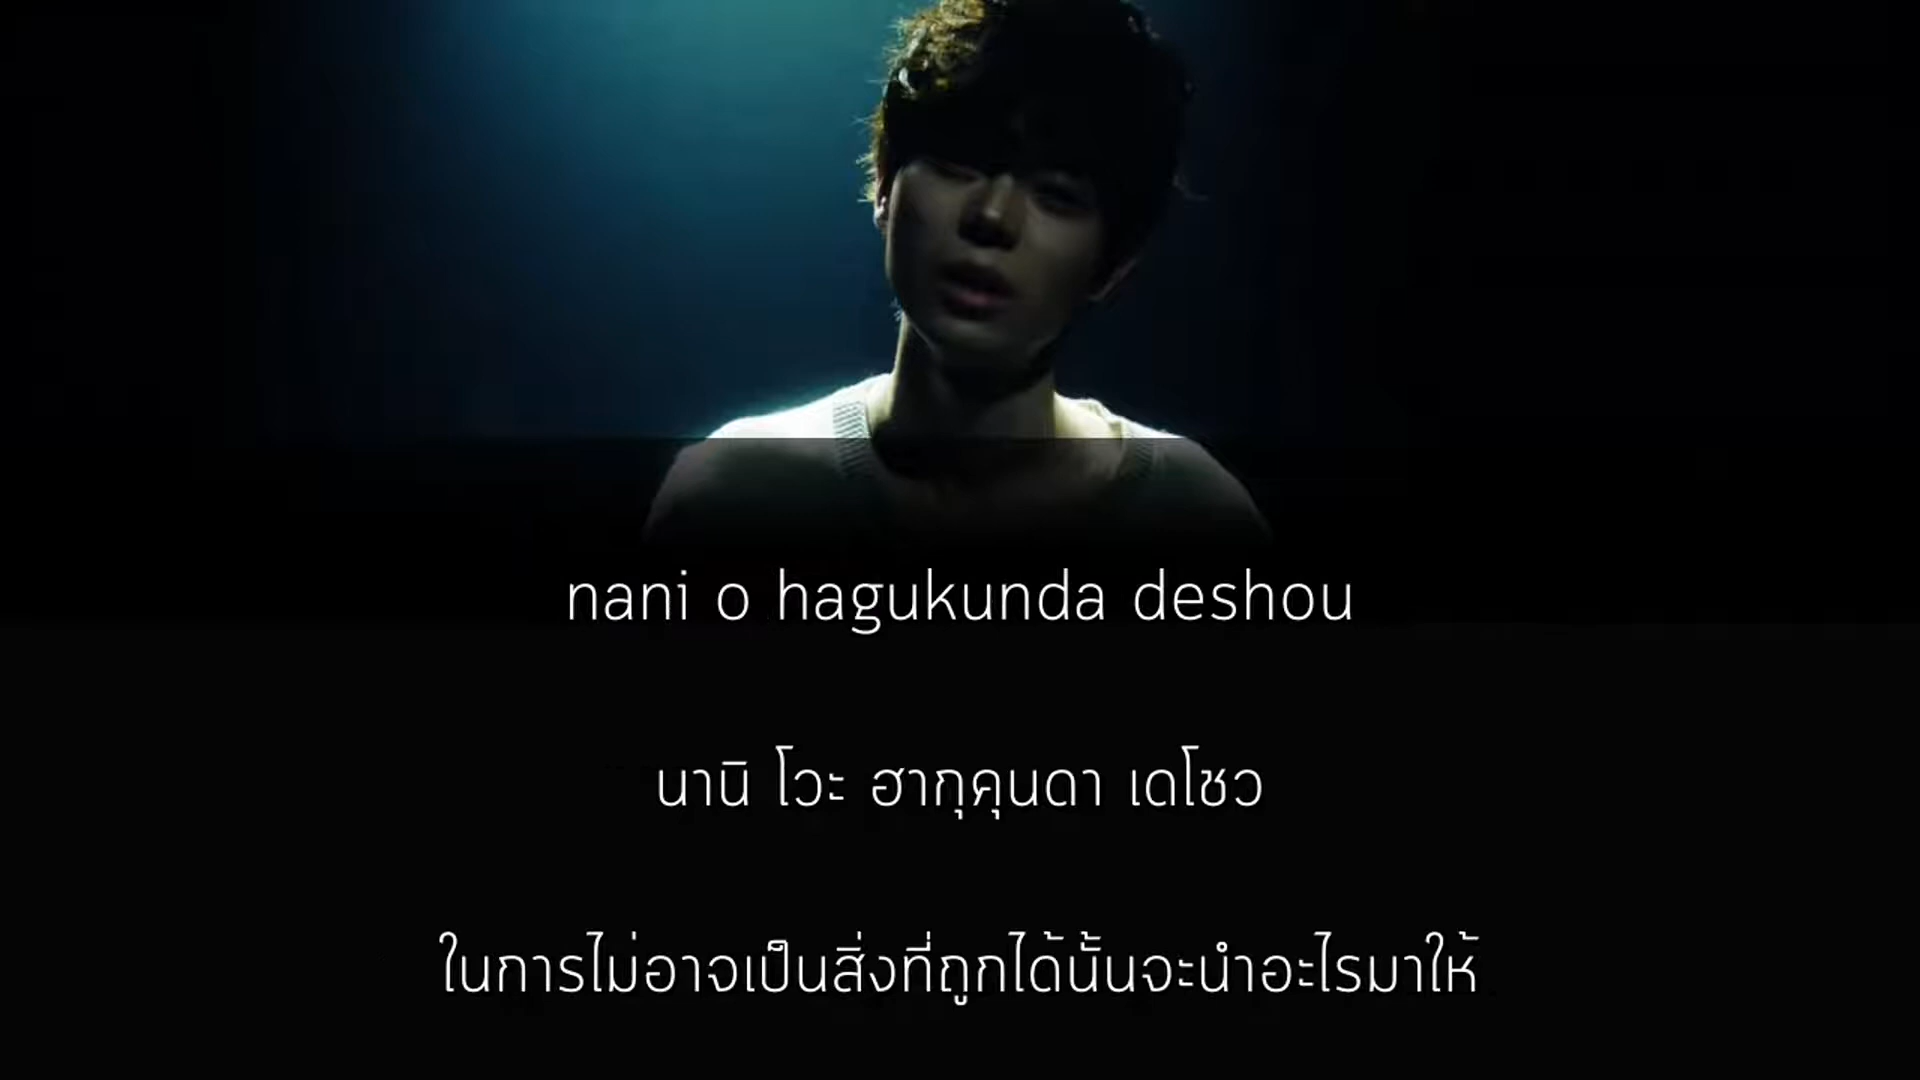 nani o hagukunda deshou
นานิ โวะ ฮากุคุนดา เดโชว
ในการไม่อาจเป็นสิ่งที่ถูกได้นั้นจะนำอะไรมาให้